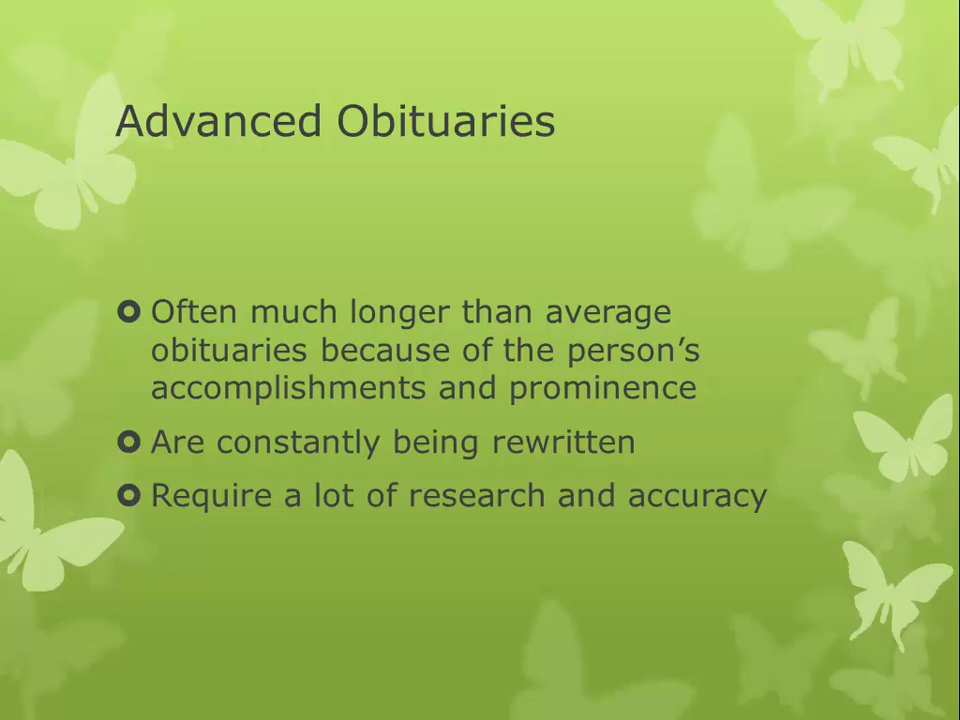 Advanced Obituaries
Often much longer than average
obituaries because of the person’s
accomplishments and prominence
Are constantly being rewritten
Require a lot of research and accuracy